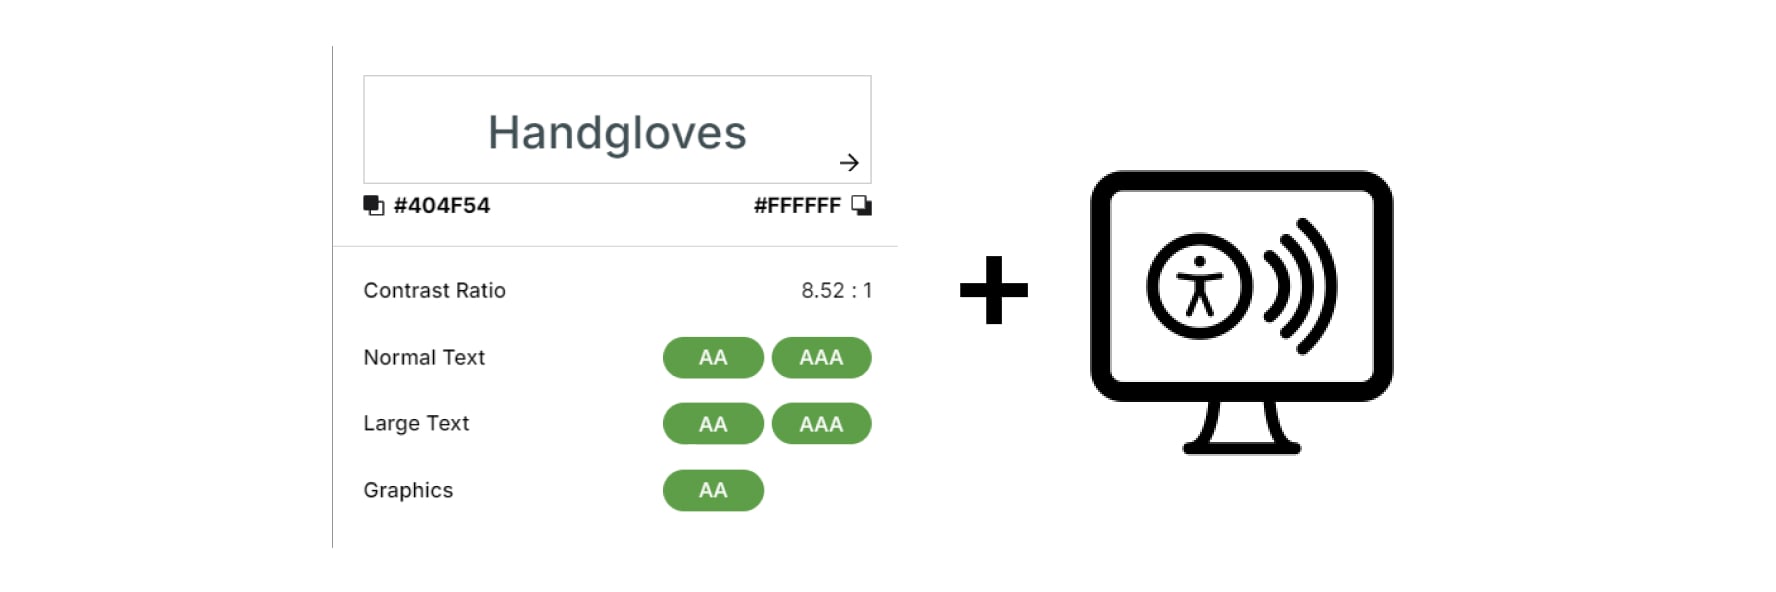 Handgloves
#404F54 #FFFFFF
Contrast Ratio 8.52 : 1
Normal Text AA AAA
Large Text AA AAA
Graphics AA